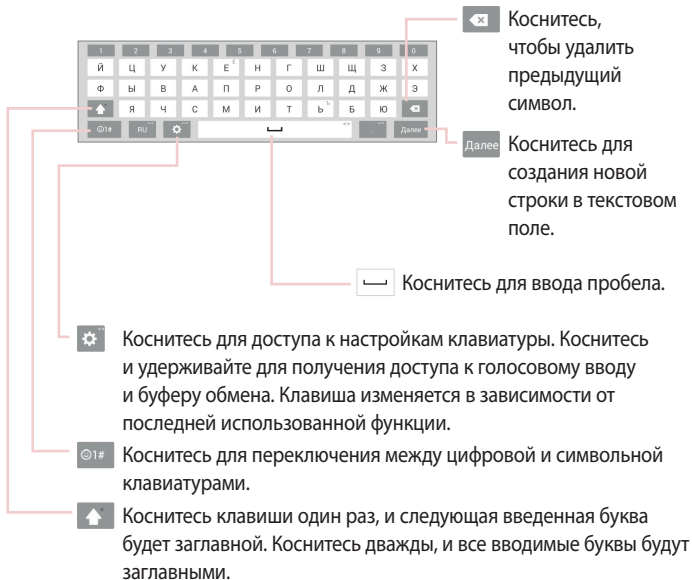 Коснитесь,
чтобы удалить
предыдущий
символ.
1 2 3 4 5 6 7 8 9 0
Й Ц У К Е Ё Н Г Ш Щ З Х
Ф Ы В А П Р О Л Д Ж Э
Я Ч С М И Т Ь Ъ Б Ю
☺1# RU . Далее
Далее Коснитесь для
создания новой
строки в текстовом
поле.
Коснитесь для ввода пробела.
Коснитесь для доступа к настройкам клавиатуры. Коснитесь
и удерживайте для получения доступа к голосовому вводу
и буферу обмена. Клавиша изменяется в зависимости от
последней использованной функции.
☺1# Коснитесь для переключения между цифровой и символьной
клавиатурами.
Коснитесь клавиши один раз, и следующая введенная буква
будет заглавной. Коснитесь дважды, и все вводимые буквы будут
заглавными.